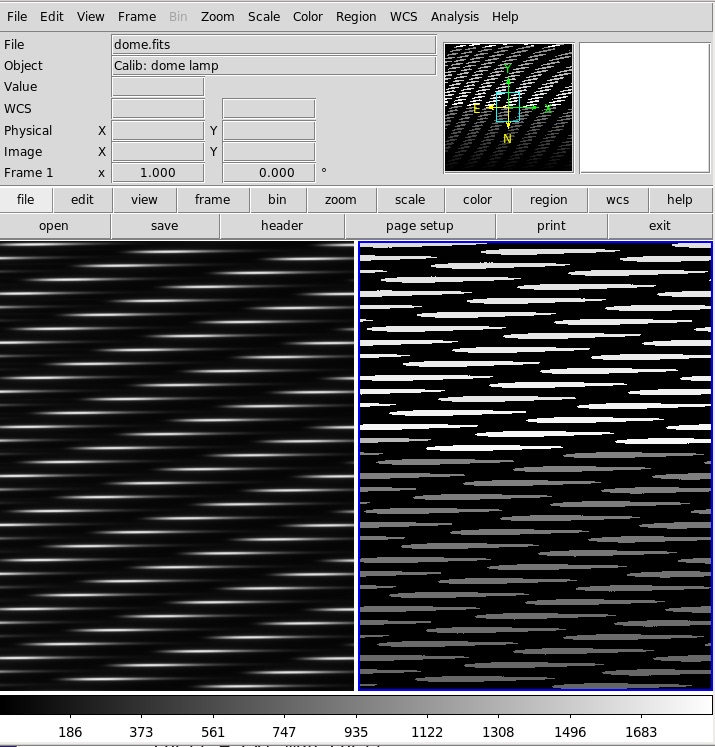 File Edit View Frame Bin Zoom Scale Color Region WCS Analysis Help
File dome.fits
Object Calib: dome lamp
Value
WCS
Physical X Y
Image X Y
Frame 1 x 1.000 0.000 °
Y
E X
N
file edit view frame bin zoom scale color region wcs help
open save header page setup print exit
186 373 561 747 935 1122 1308 1496 1683